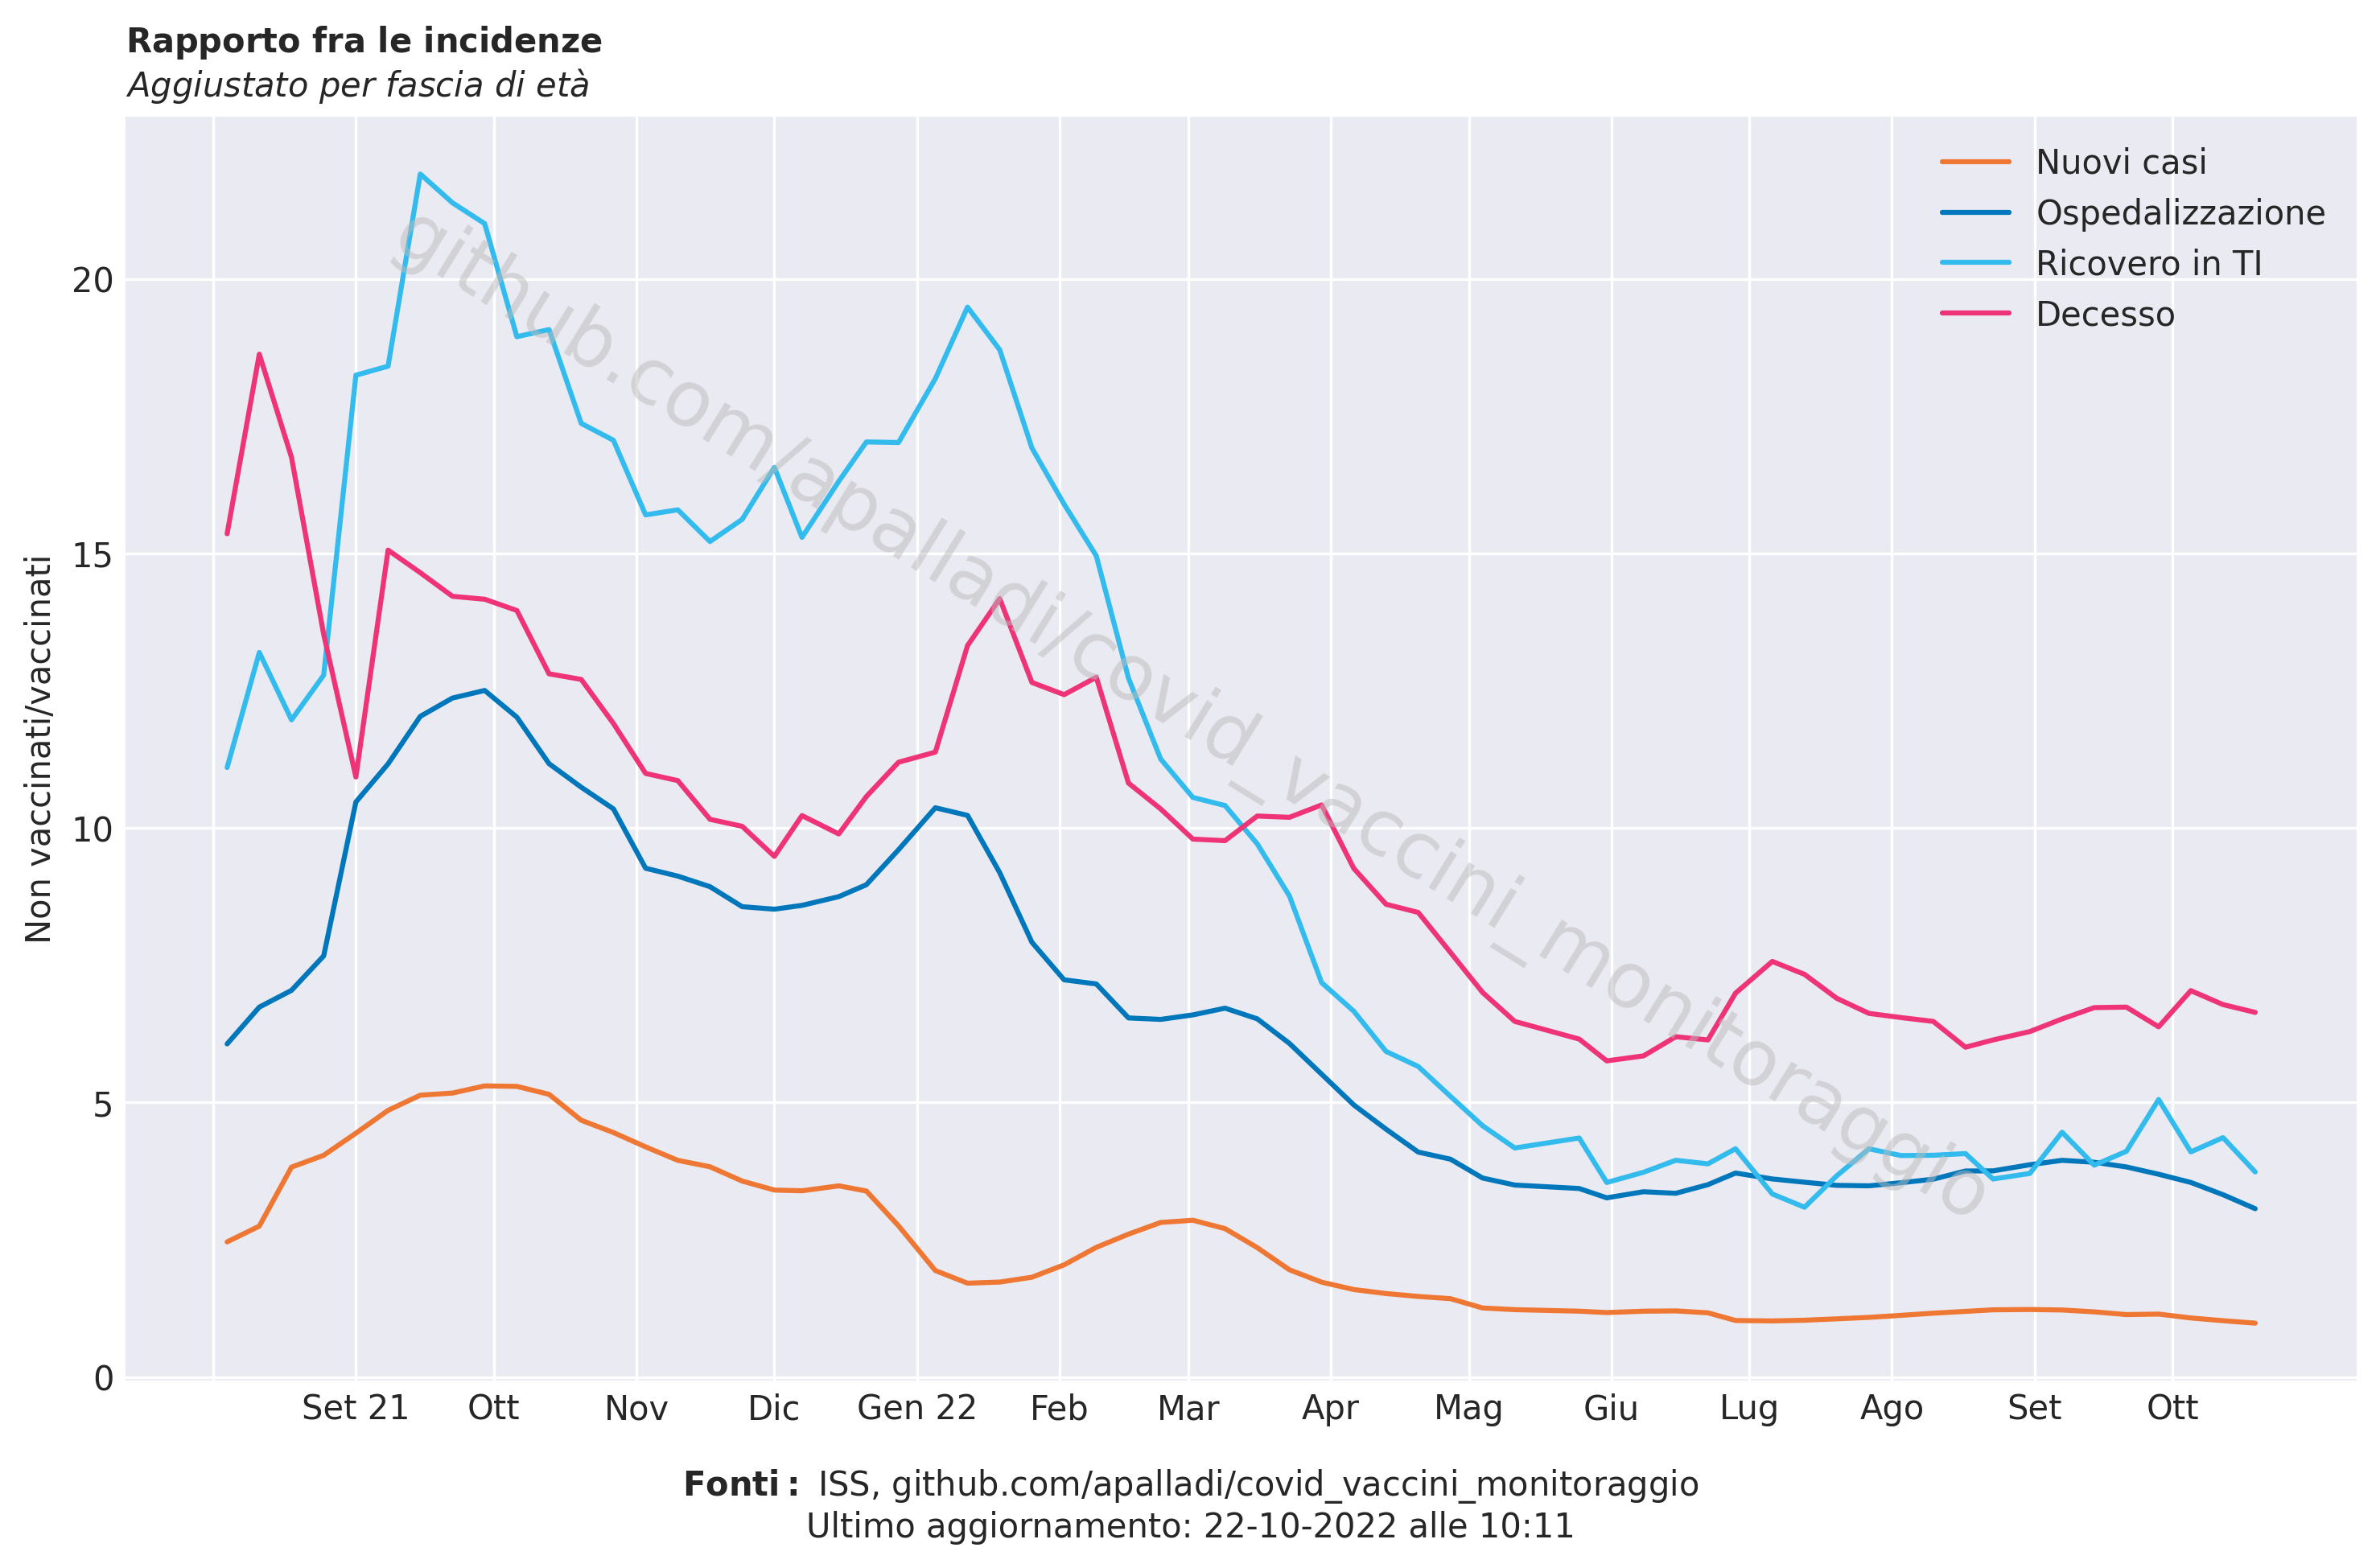 Rapporto fra le incidenze
Aggiustato per fascia di età
Nuovi casi
Ospedalizzazione
Ricovero in TI
Decesso
github.com/apalladi/covid_vaccini_monitoraggio
Non vaccinati/vaccinati
20
15
10
5
0
Set 21 Ott Nov Dic Gen 22 Feb Mar Apr Mag Giu Lug Ago Set Ott
Fonti: ISS, github.com/apalladi/covid_vaccini_monitoraggio
Ultimo aggiornamento: 22-10-2022 alle 10:11